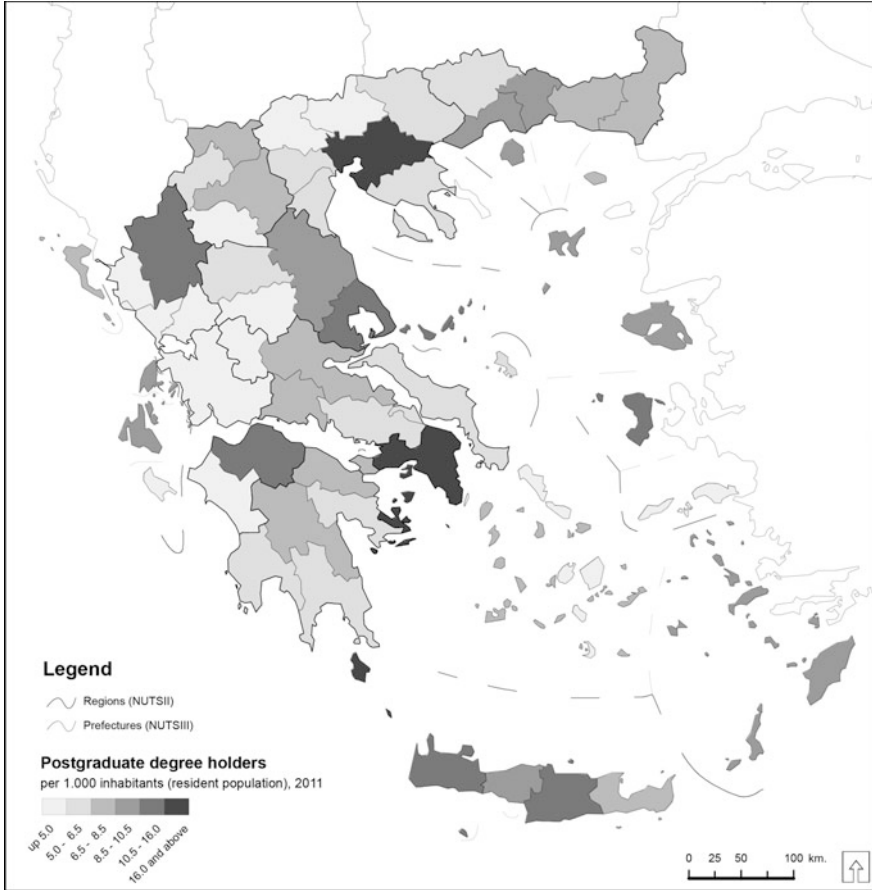 Legend
Regions (NUTSII)
Prefectures (NUTSIII)
Postgraduate degree holders
per 1.000 inhabitants (resident population), 2011
up 5.0
5.0 - 6.5
6.5 - 8.5
8.5 - 10.5
10.5 - 16.0
16.0 and above
0 25 50 100 km.